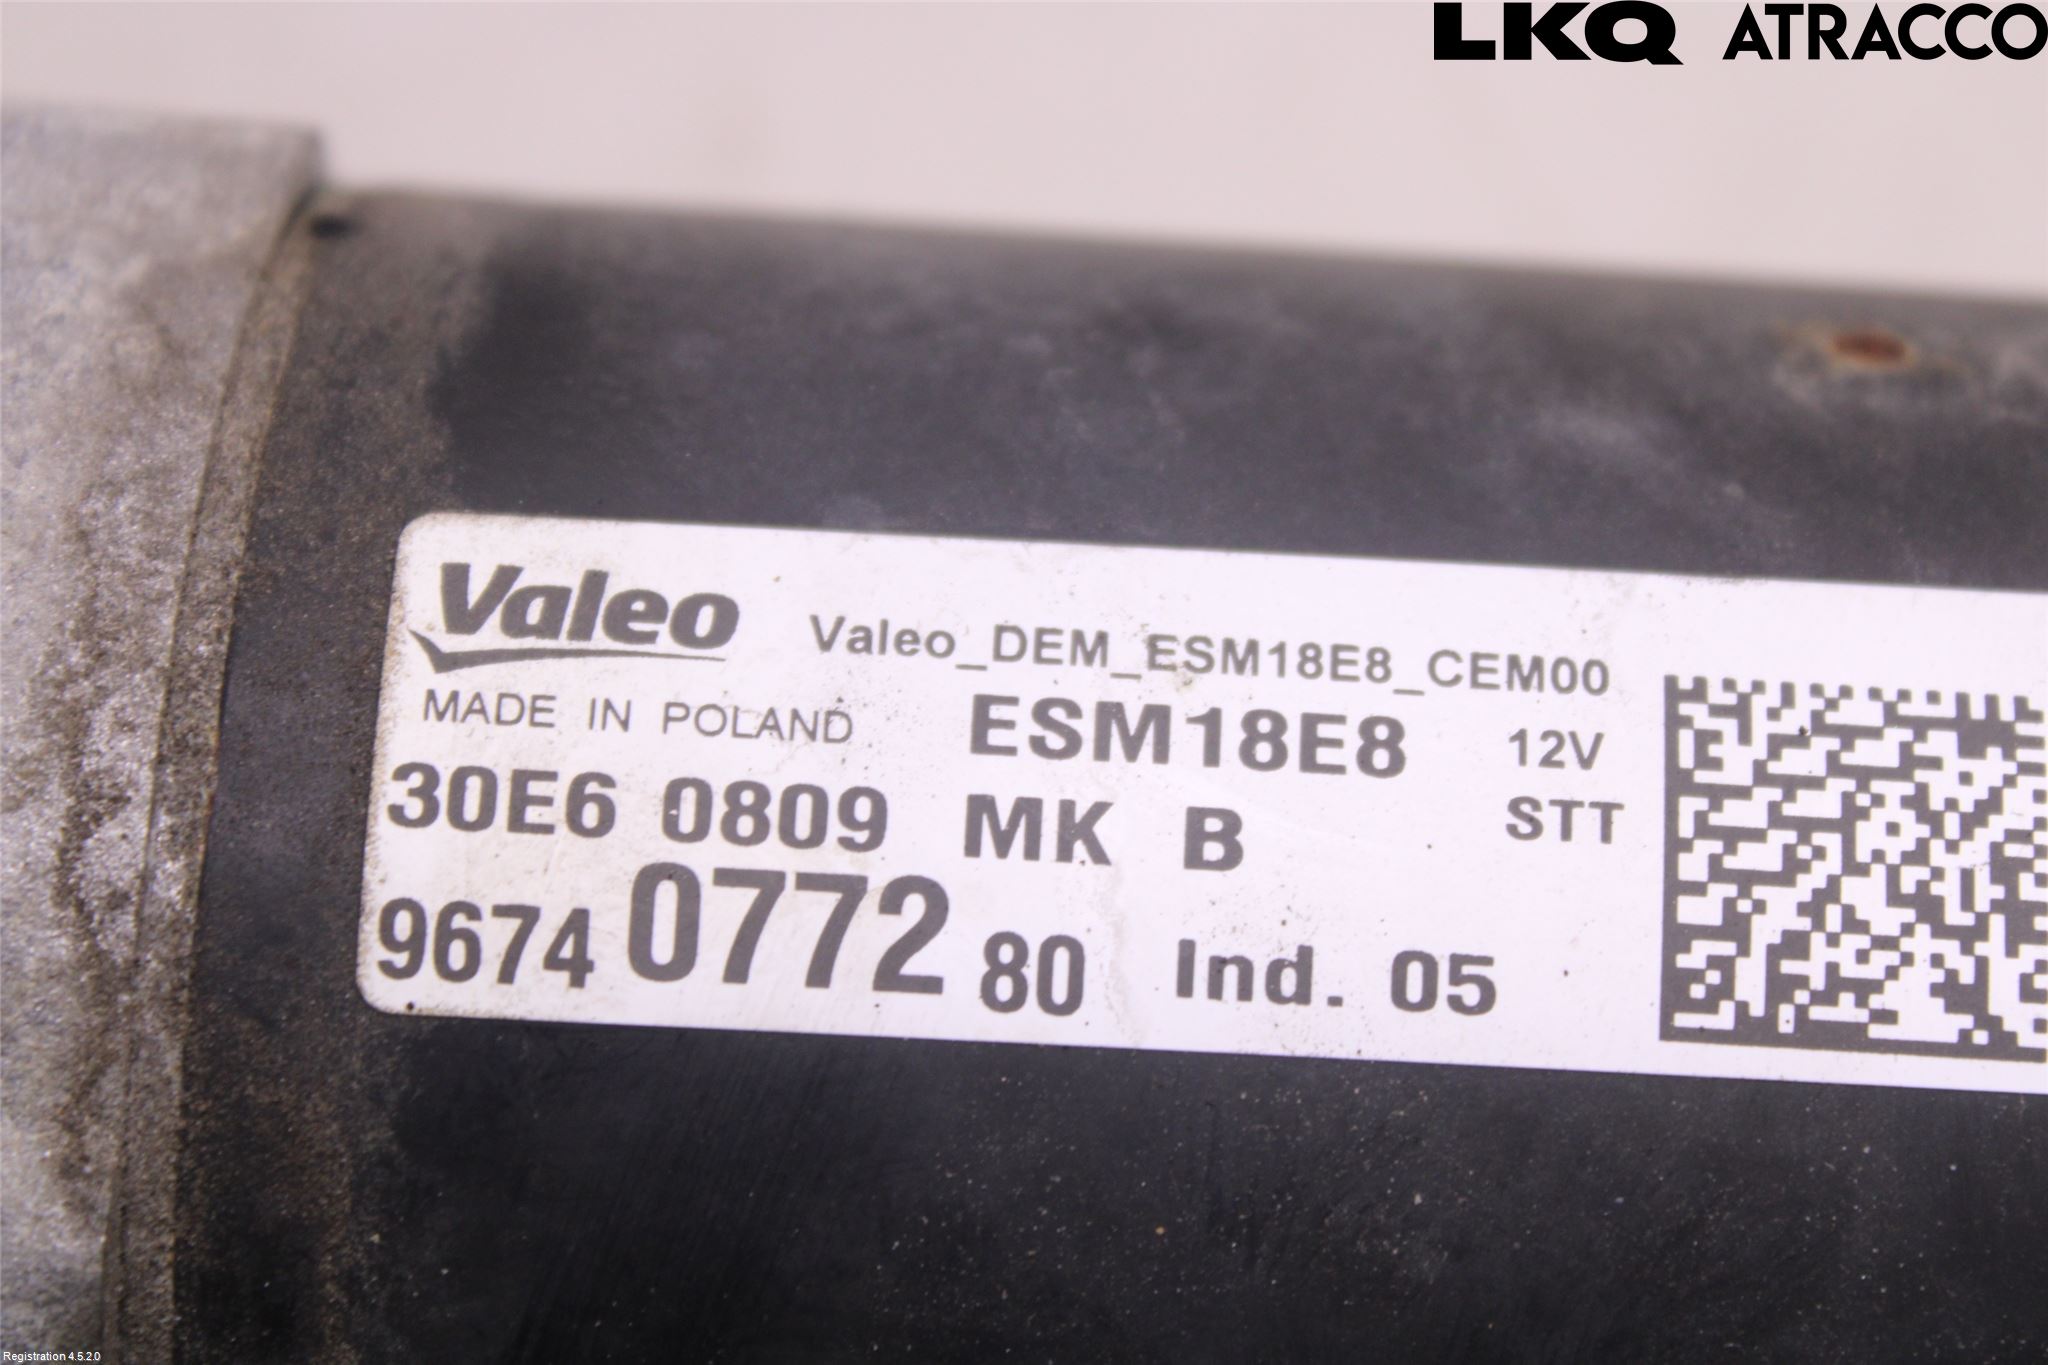 LKQ ATRACCO
Valeo Valeo_DEM_ESM18E8_CEM00
MADE IN POLAND ESM18E8 12V
30E6 0809 MK B STT
9674 0772 80 Ind. 05
Registration 4.5.2.0